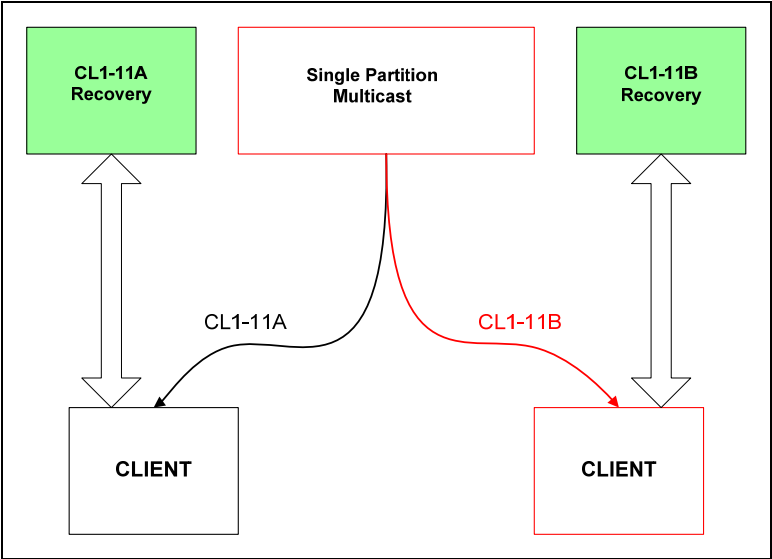 CL1-11A
Recovery
Single Partition
Multicast
CL1-11B
Recovery
CL1-11A
CL1-11B
CLIENT
CLIENT